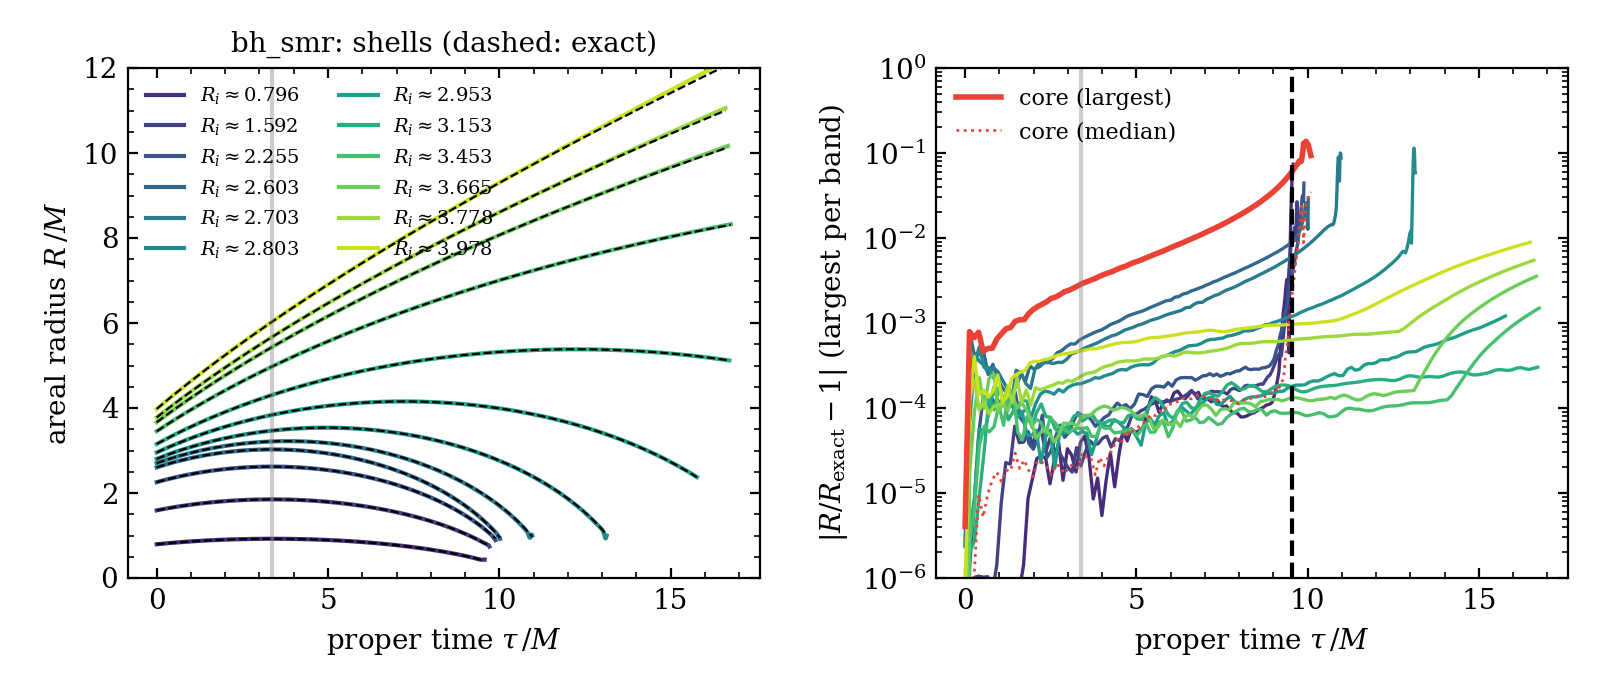 bh_smr: shells (dashed: exact)
areal radius R /M
12
10
8
6
4
2
0
R_i ≈ 0.796
R_i ≈ 1.592
R_i ≈ 2.255
R_i ≈ 2.603
R_i ≈ 2.703
R_i ≈ 2.803
R_i ≈ 2.953
R_i ≈ 3.153
R_i ≈ 3.453
R_i ≈ 3.665
R_i ≈ 3.778
R_i ≈ 3.978
0 5 10 15
proper time τ /M
|R/R_exact − 1| (largest per band)
10^0
10^−1
10^−2
10^−3
10^−4
10^−5
10^−6
core (largest)
core (median)
0 5 10 15
proper time τ /M